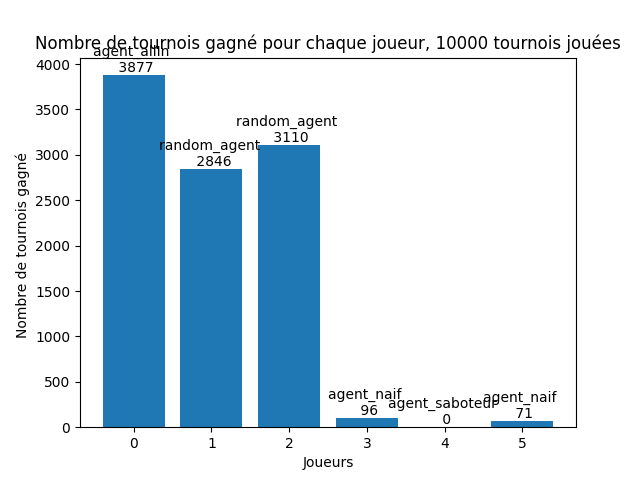 Nombre de tournois gagné pour chaque joueur, 10000 tournois jouées
agent_allin
3877
random_agent
2846
random_agent
3110
agent_naif
96
agent_saboteur
0
agent_naif
71
4000
3500
3000
2500
2000
1500
1000
500
0
Nombre de tournois gagné
0 1 2 3 4 5
Joueurs